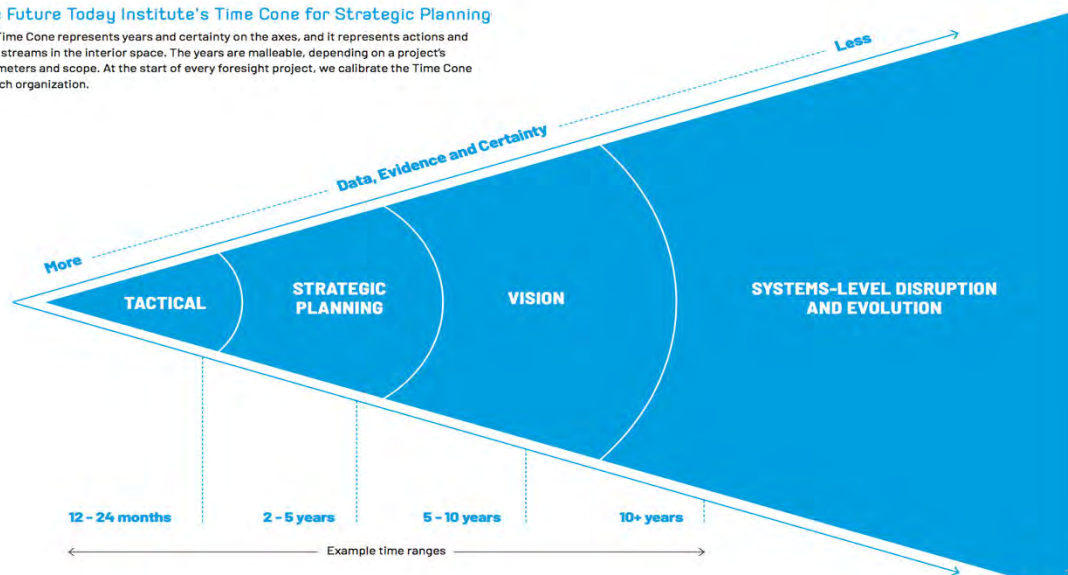 Future Today Institute's Time Cone for Strategic Planning
Time Cone represents years and certainty on the axes, and it represents actions and
streams in the interior space. The years are malleable, depending on a project's
meters and scope. At the start of every foresight project, we calibrate the Time Cone
ch organization.
Less
Data, Evidence and Certainty
More
TACTICAL
STRATEGIC
PLANNING
VISION
SYSTEMS-LEVEL DISRUPTION
AND EVOLUTION
12 – 24 months
2 – 5 years
5 – 10 years
10+ years
Example time ranges